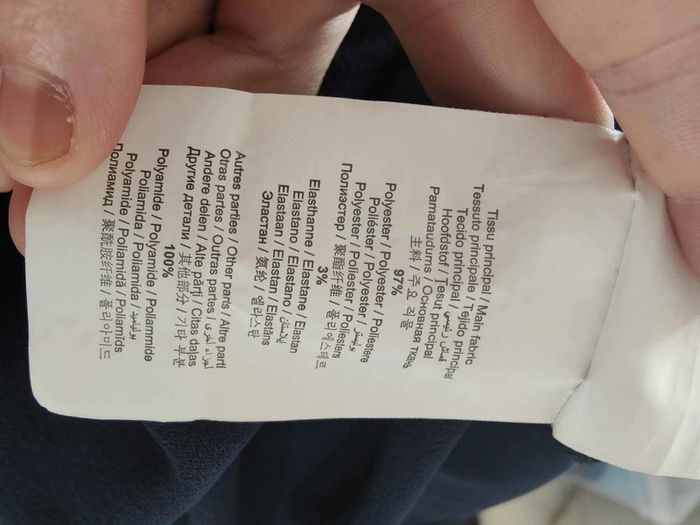 Tissu principal / Main fabric
Tessuto principale / Tejido principal
Tecido principal / قماش رئيسي
Hoofdstof / Țesut principal
Pamataudums / Основная ткань
主料 / 주요 직물
97%
Polyester / Polyester / Poliestere
Poliéster / Poliéster / بوليستر
Polyester / Poliester / Poliesters
Полиэстер / 聚酯纤维 / 폴리에스테르
3%
Elasthanne / Elastane / Elastan
Elastano / Elastano / إيلاستان
Elastaan / Elastan / Elastāns
Эластан / 氨纶 / 엘라스탄
Autres parties / Other parts / Altre parti
Otras partes / Outras partes / أجزاء أخرى
Andere delen / Alte părți / Citas daļas
Другие детали / 其他部分 / 기타 부분
100%
Polyamide / Polyamide / Poliammide
Poliamida / Poliamida / بولياميد
Polyamide / Poliamidă / Poliamīds
Полиамид / 聚酰胺纤维 / 폴리아미드